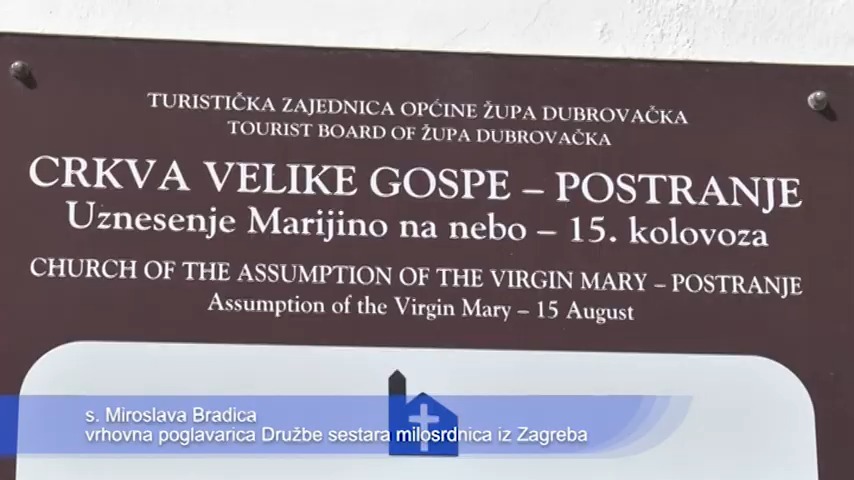 TURISTIČKA ZAJEDNICA OPĆINE ŽUPA DUBROVAČKA
TOURIST BOARD OF ŽUPA DUBROVAČKA
CRKVA VELIKE GOSPE – POSTRANJE
Uznesenje Marijino na nebo – 15. kolovoza
CHURCH OF THE ASSUMPTION OF THE VIRGIN MARY – POSTRANJE
Assumption of the Virgin Mary – 15 August
s. Miroslava Bradica
vrhovna poglavarica Družbe sestara milosrdnica iz Zagreba